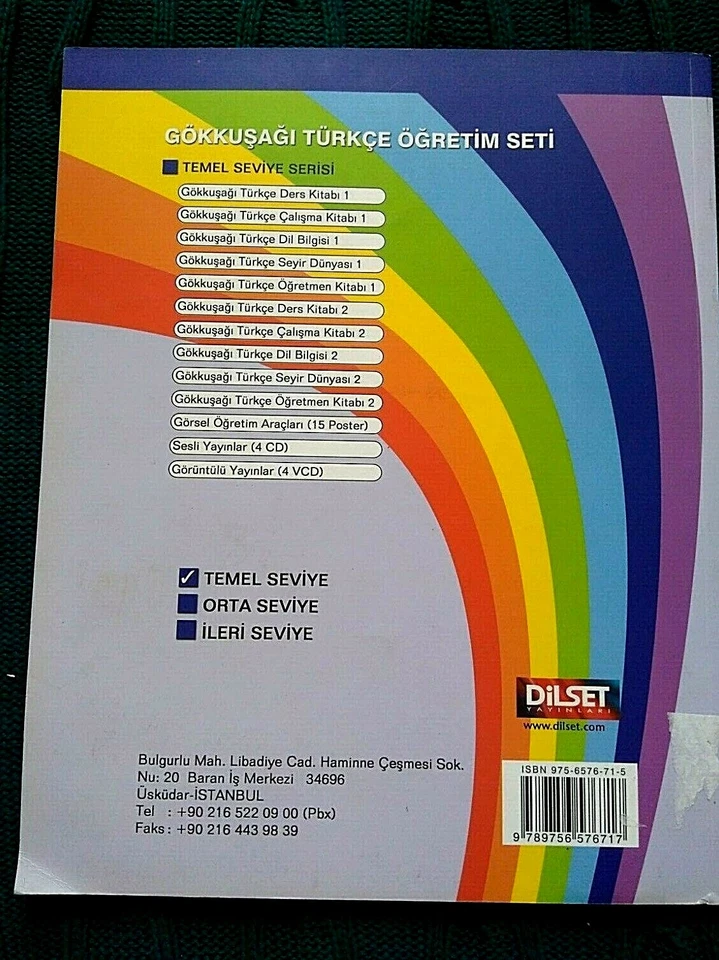 GÖKKUŞAĞI TÜRKÇE ÖĞRETİM SETİ
TEMEL SEVİYE SERİSİ
Gökkuşağı Türkçe Ders Kitabı 1
Gökkuşağı Türkçe Çalışma Kitabı 1
Gökkuşağı Türkçe Dil Bilgisi 1
Gökkuşağı Türkçe Seyir Dünyası 1
Gökkuşağı Türkçe Öğretmen Kitabı 1
Gökkuşağı Türkçe Ders Kitabı 2
Gökkuşağı Türkçe Çalışma Kitabı 2
Gökkuşağı Türkçe Dil Bilgisi 2
Gökkuşağı Türkçe Seyir Dünyası 2
Gökkuşağı Türkçe Öğretmen Kitabı 2
Görsel Öğretim Araçları (15 Poster)
Sesli Yayınlar (4 CD)
Görüntülü Yayınlar (4 VCD)
✓ TEMEL SEVİYE
ORTA SEVİYE
İLERİ SEVİYE
DİLSET
YAYINLARI
www.dilset.com
Bulgurlu Mah. Libadiye Cad. Haminne Çeşmesi Sok.
Nu: 20 Baran İş Merkezi 34696
Üsküdar-İSTANBUL
Tel : +90 216 522 09 00 (Pbx)
Faks : +90 216 443 98 39
ISBN 975-6576-71-5
9 789756 576717